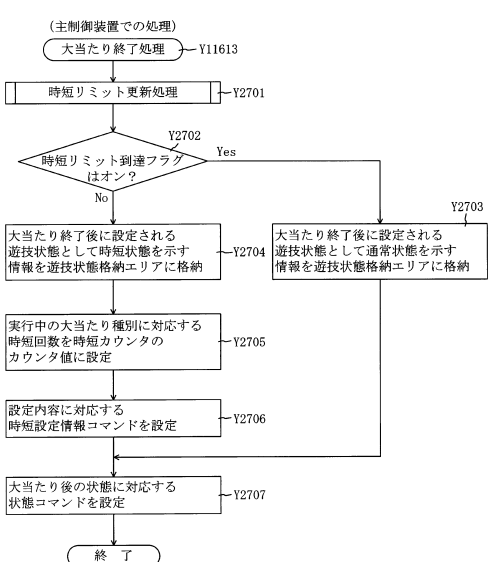 (主制御装置での処理)
大当たり終了処理
Y11613
時短リミット更新処理
Y2701
Y2702
時短リミット到達フラグ
はオン?
Yes
No
Y2703
大当たり終了後に設定される
遊技状態として時短状態を示す
情報を遊技状態格納エリアに格納
Y2704
大当たり終了後に設定される
遊技状態として通常状態を示す
情報を遊技状態格納エリアに格納
実行中の大当たり種別に対応する
時短回数を時短カウンタの
カウンタ値に設定
Y2705
設定内容に対応する
時短設定情報コマンドを設定
Y2706
大当たり後の状態に対応する
状態コマンドを設定
Y2707
終 了